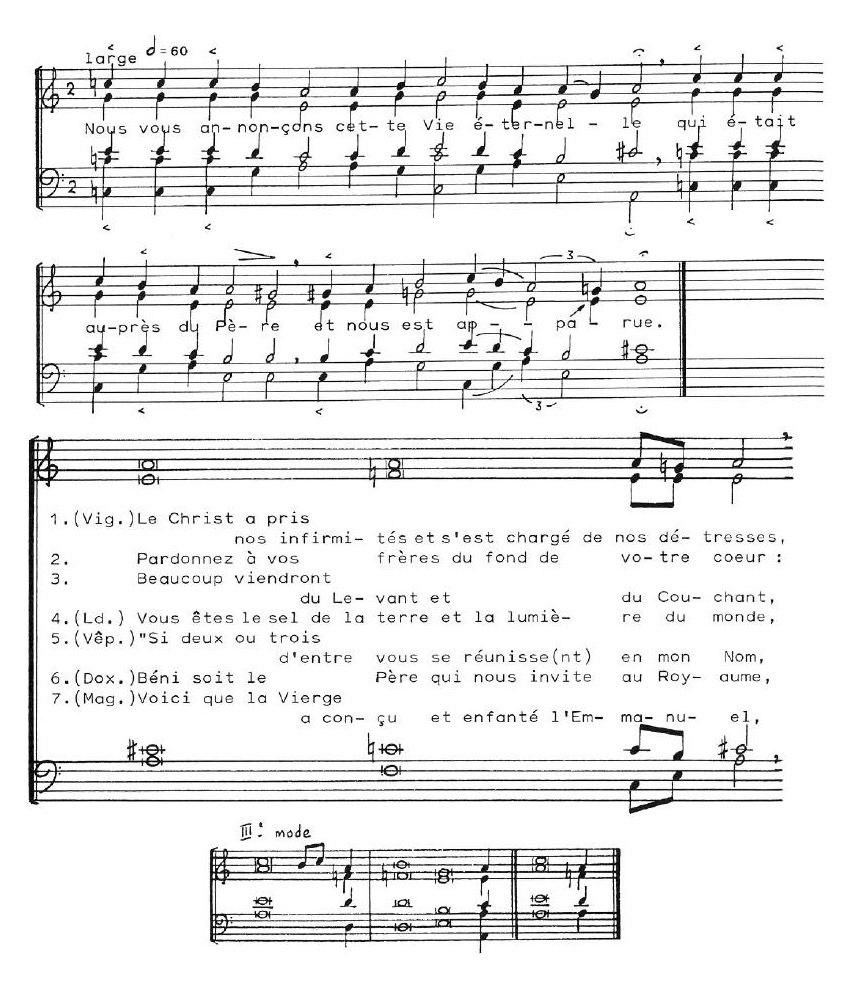 large 𝅗𝅥=60
2
Nous vous an-non-çons cet-te Vie é-ter-nel - le qui é-tait
2
3
au-près du Pè- re et nous est ap - - pa - rue.
3
1.(Vig.)Le Christ a pris
nos infirmi- tés et s'est chargé de nos dé- tresses,
2. Pardonnez à vos frères du fond de vo- tre coeur :
3. Beaucoup viendront
du Le- vant et du Cou- chant,
4.(Ld.) Vous êtes le sel de la terre et la lumiè- re du monde,
5.(Vêp.)"Si deux ou trois
d'entre vous se réunisse(nt) en mon Nom,
6.(Dox.)Béni soit le Père qui nous invite au Roy- aume,
7.(Mag.)Voici que la Vierge
a con- çu et enfanté l'Em- ma- nu- el,
IIIe mode